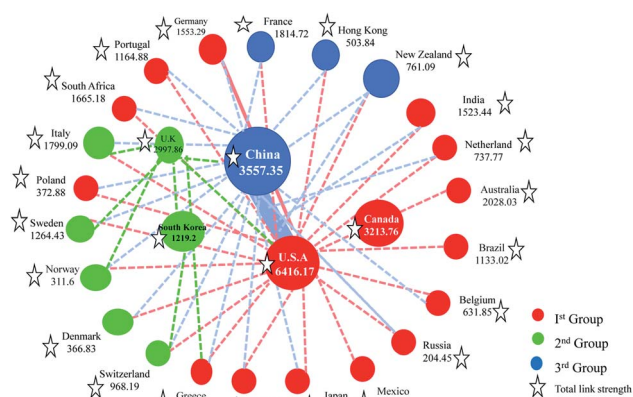 Germany
1553.29
France
1814.72
Hong Kong
503.84
Portugal
1164.88
New Zealand
761.09
South Africa
1665.18
India
1523.44
Italy
1799.09
U.K
2997.86
China
3557.35
Netherland
737.77
Poland
372.88
Australia
2028.03
Sweden
1264.43
South Korea
1219.2
Canada
3213.76
Brazil
1133.02
U.S.A
6416.17
Norway
311.6
Belgium
631.85
Denmark
366.83
Russia
204.45
Switzerland
968.19
Greece
Japan
Mexico
1st Group
2nd Group
3rd Group
Total link strength